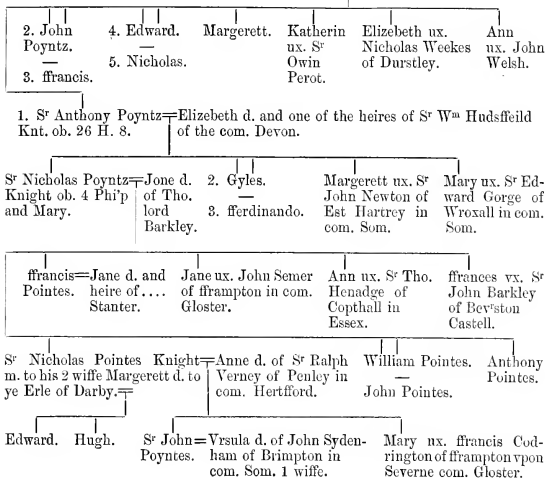 2. John
Poyntz.
—
3. ffrancis.
4. Edward.
—
5. Nicholas.
Margerett.
Katherin
ux. Sr
Owin
Perot.
Elizebeth ux.
Nicholas Weekes
of Durstley.
Ann
ux. John
Welsh.
1. Sr Anthony Poyntz=Elizebeth d. and one of the heires of Sr Wm Hudsffeild
Knt. ob. 26 H. 8.
of the com. Devon.
Sr Nicholas Poyntz=Jone d.
Knight ob. 4 Phi'p
and Mary.
of Tho.
lord
Barkley.
2. Gyles.
—
3. fferdinando.
Margerett ux. Sr
John Newton of
Est Hartrey in
com. Som.
Mary ux. Sr Ed-
ward Gorge of
Wroxall in com.
Som.
ffrancis=Jane d. and
Pointes.
heire of....
Stanter.
Jane ux. John Semer
of fframpton in com.
Gloster.
Ann ux. Sr Tho.
Henadge of
Copthall in
Essex.
ffrances vx. Sr
John Barkley
of Bevrston
Castell.
Sr Nicholas Pointes Knight=Anne d. of Sr Ralph
m. to his 2 wiffe Margerett d. to
ye Erle of Darby.=
Verney of Penley in
com. Hertfford.
William Pointes.
—
John Pointes.
Anthony
Pointes.
Edward.
Hugh.
Sr John=Vrsula d. of John Syden-
Poyntes.
ham of Brimpton in
com. Som. 1 wiffe.
Mary ux. ffrancis Cod-
rington of fframpton vpon
Severne com. Gloster.